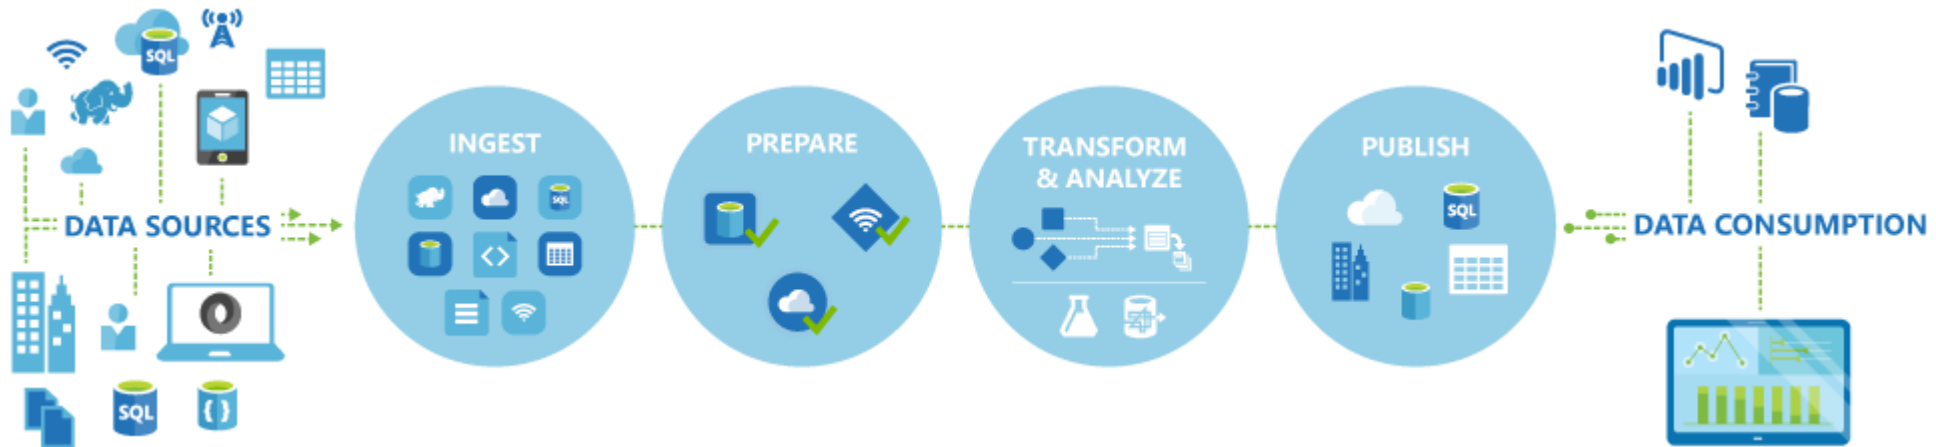 SQL
DATA SOURCES
SQL
{ }
INGEST
SQL
<>
PREPARE
TRANSFORM
& ANALYZE
PUBLISH
SQL
DATA CONSUMPTION